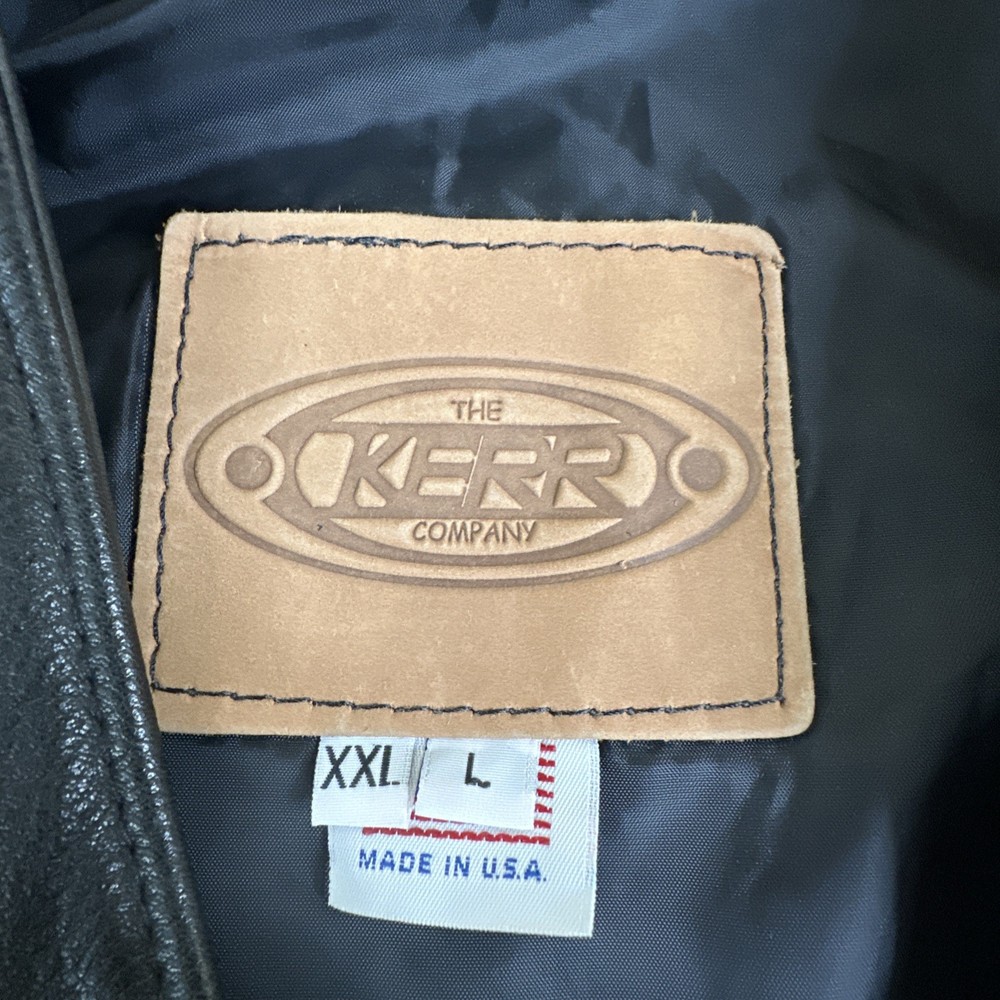 THE
KERR
COMPANY
XXL L
MADE IN U.S.A.